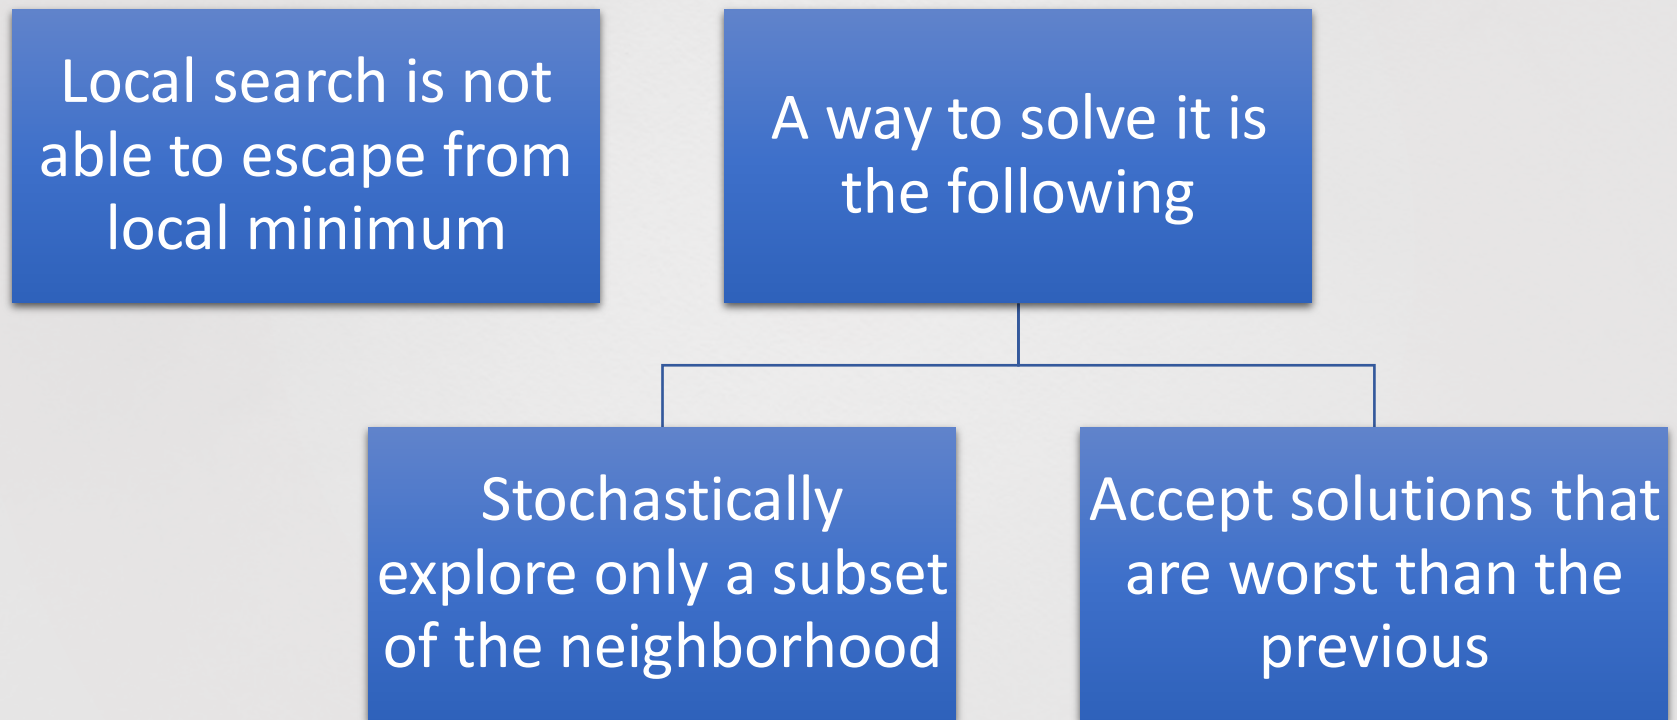 Local search is not
able to escape from
local minimum
A way to solve it is
the following
Stochastically
explore only a subset
of the neighborhood
Accept solutions that
are worst than the
previous